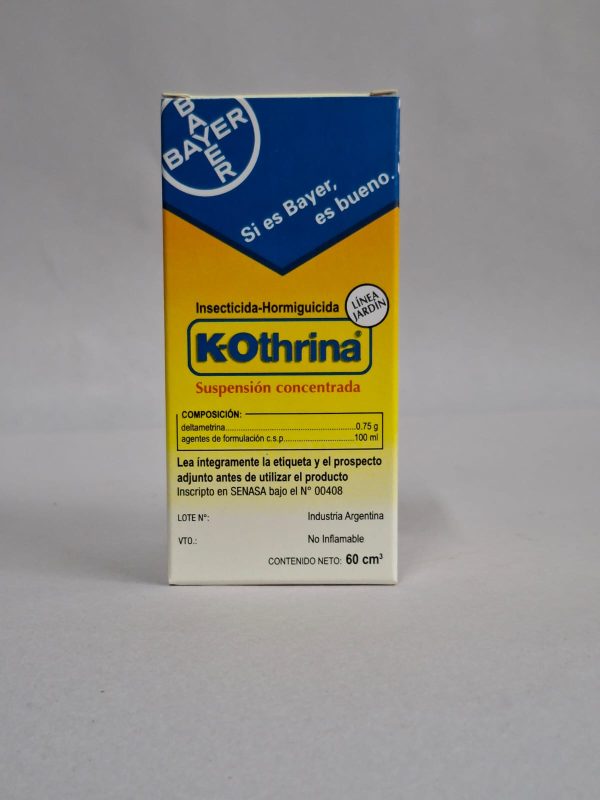 BAYER
BAYER
Si es Bayer,
es bueno.
Insecticida-Hormiguicida
LÍNEA
JARDÍN
K-Othrina®
Suspensión concentrada
COMPOSICIÓN:
deltametrina..........................................................0.75 g
agentes de formulación c.s.p................................100 ml
Lea íntegramente la etiqueta y el prospecto
adjunto antes de utilizar el producto
Inscripto en SENASA bajo el N° 00408
LOTE N°: Industria Argentina
VTO.: No Inflamable
CONTENIDO NETO: 60 cm³